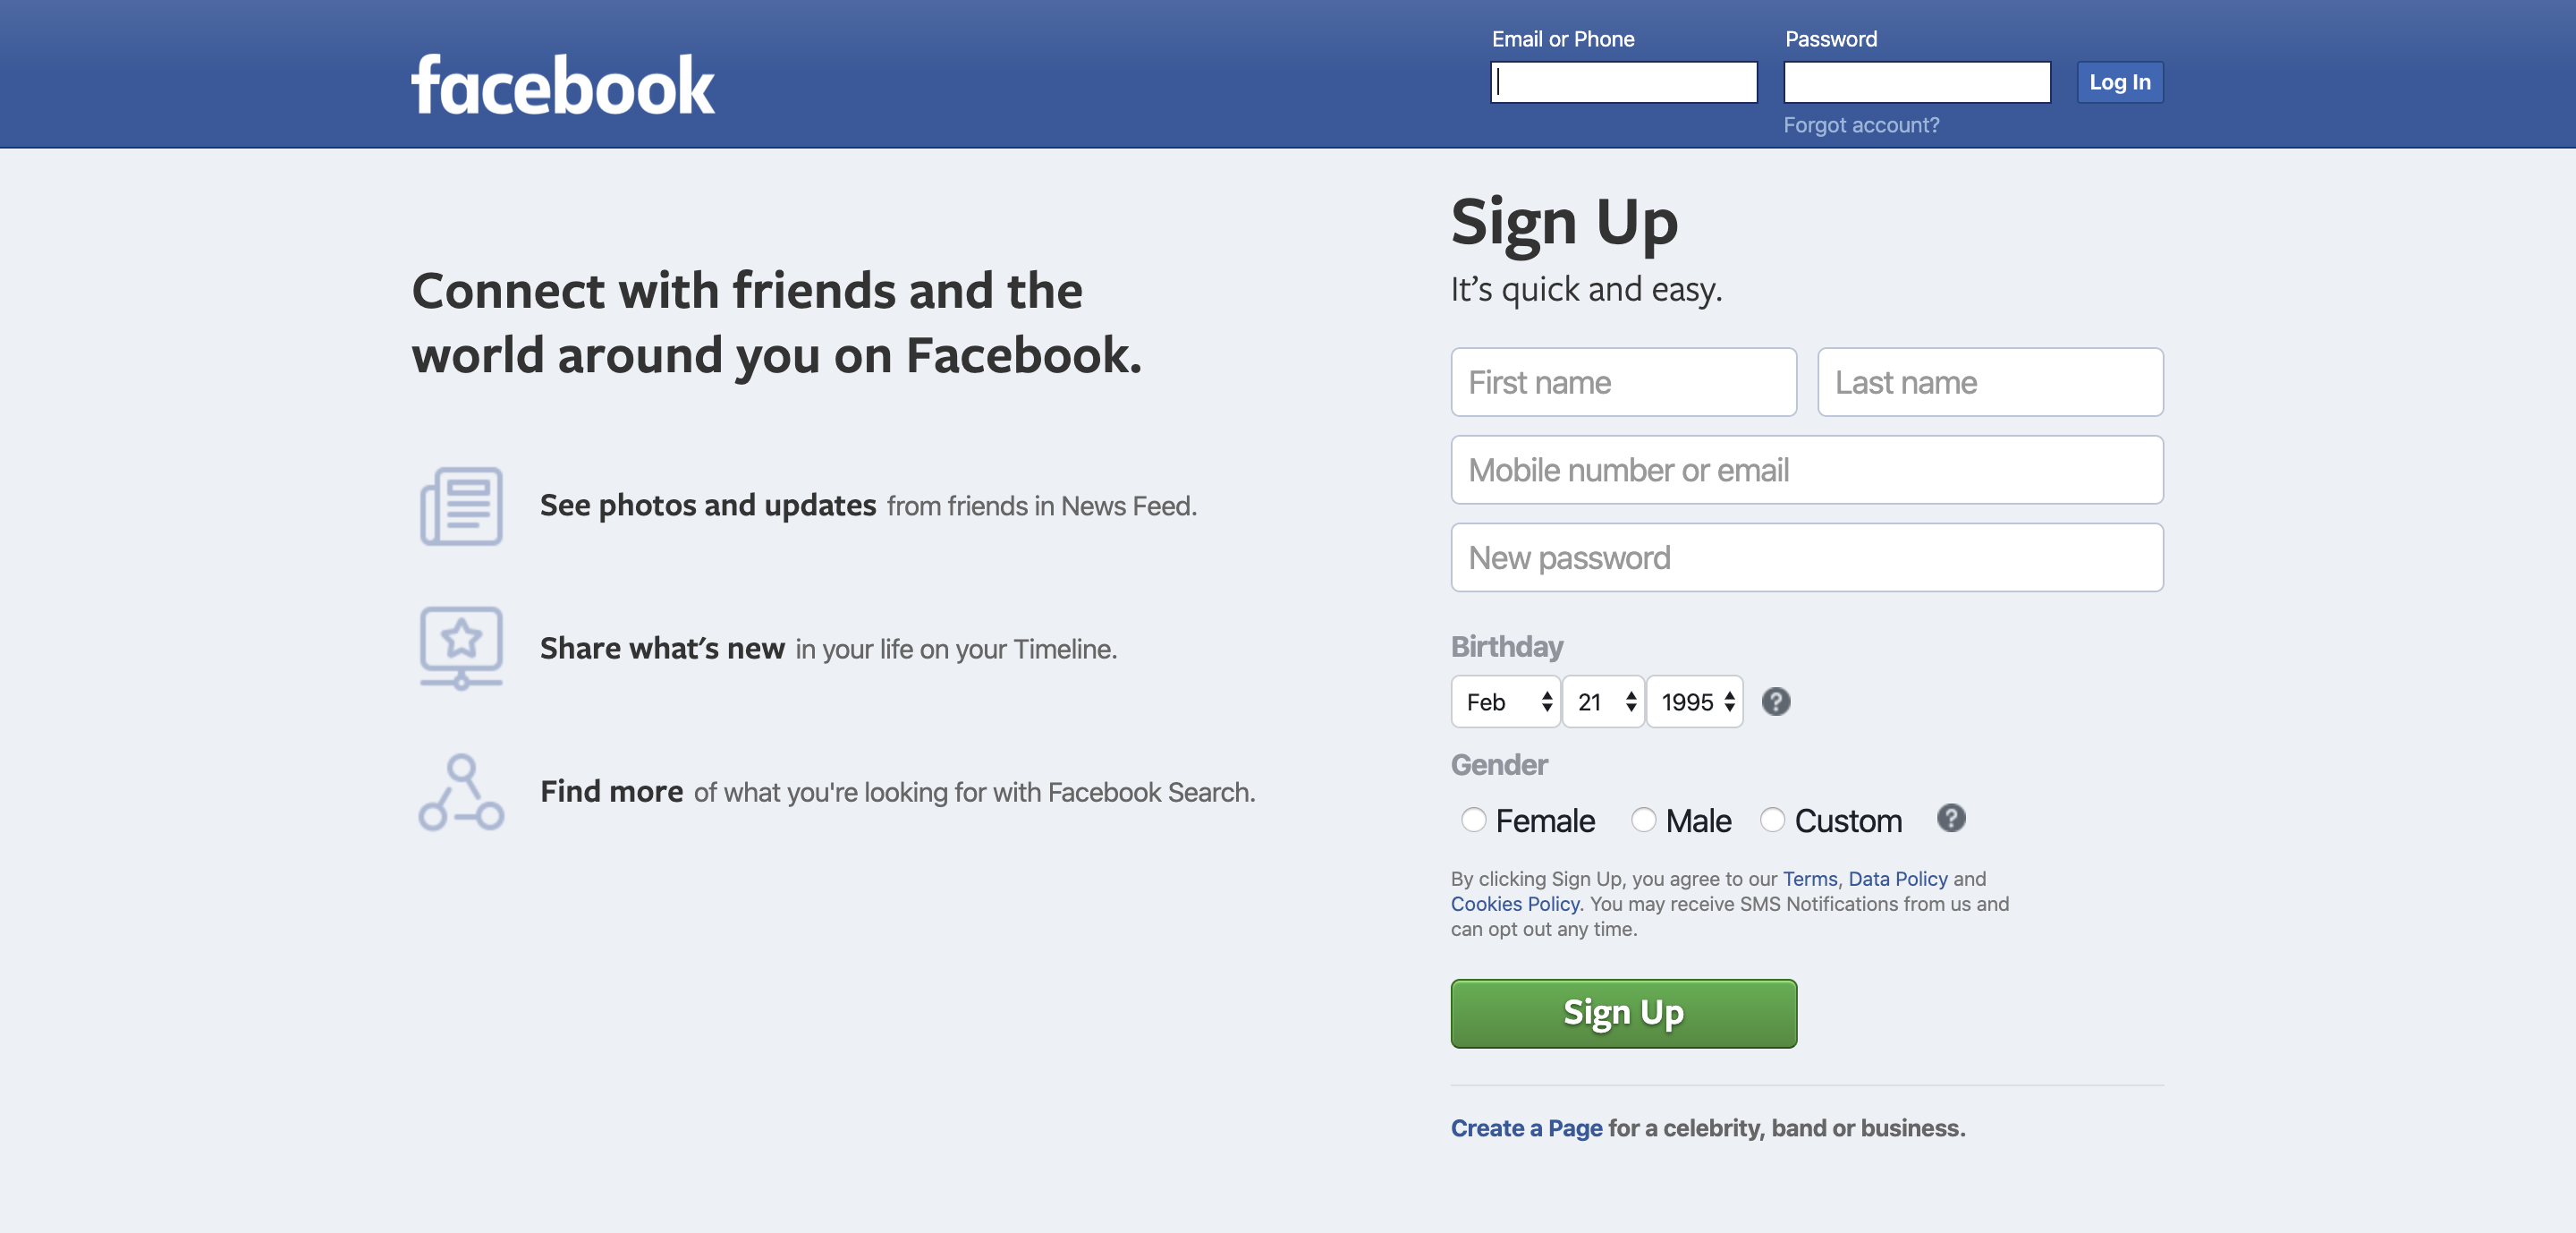 facebook
Email or Phone
Password
Log In
Forgot account?
Connect with friends and the
world around you on Facebook.
See photos and updates from friends in News Feed.
Share what's new in your life on your Timeline.
Find more of what you're looking for with Facebook Search.
Sign Up
It’s quick and easy.
First name
Last name
Mobile number or email
New password
Birthday
Feb 21 1995 ?
Gender
Female Male Custom ?
By clicking Sign Up, you agree to our Terms, Data Policy and
Cookies Policy. You may receive SMS Notifications from us and
can opt out any time.
Sign Up
Create a Page for a celebrity, band or business.